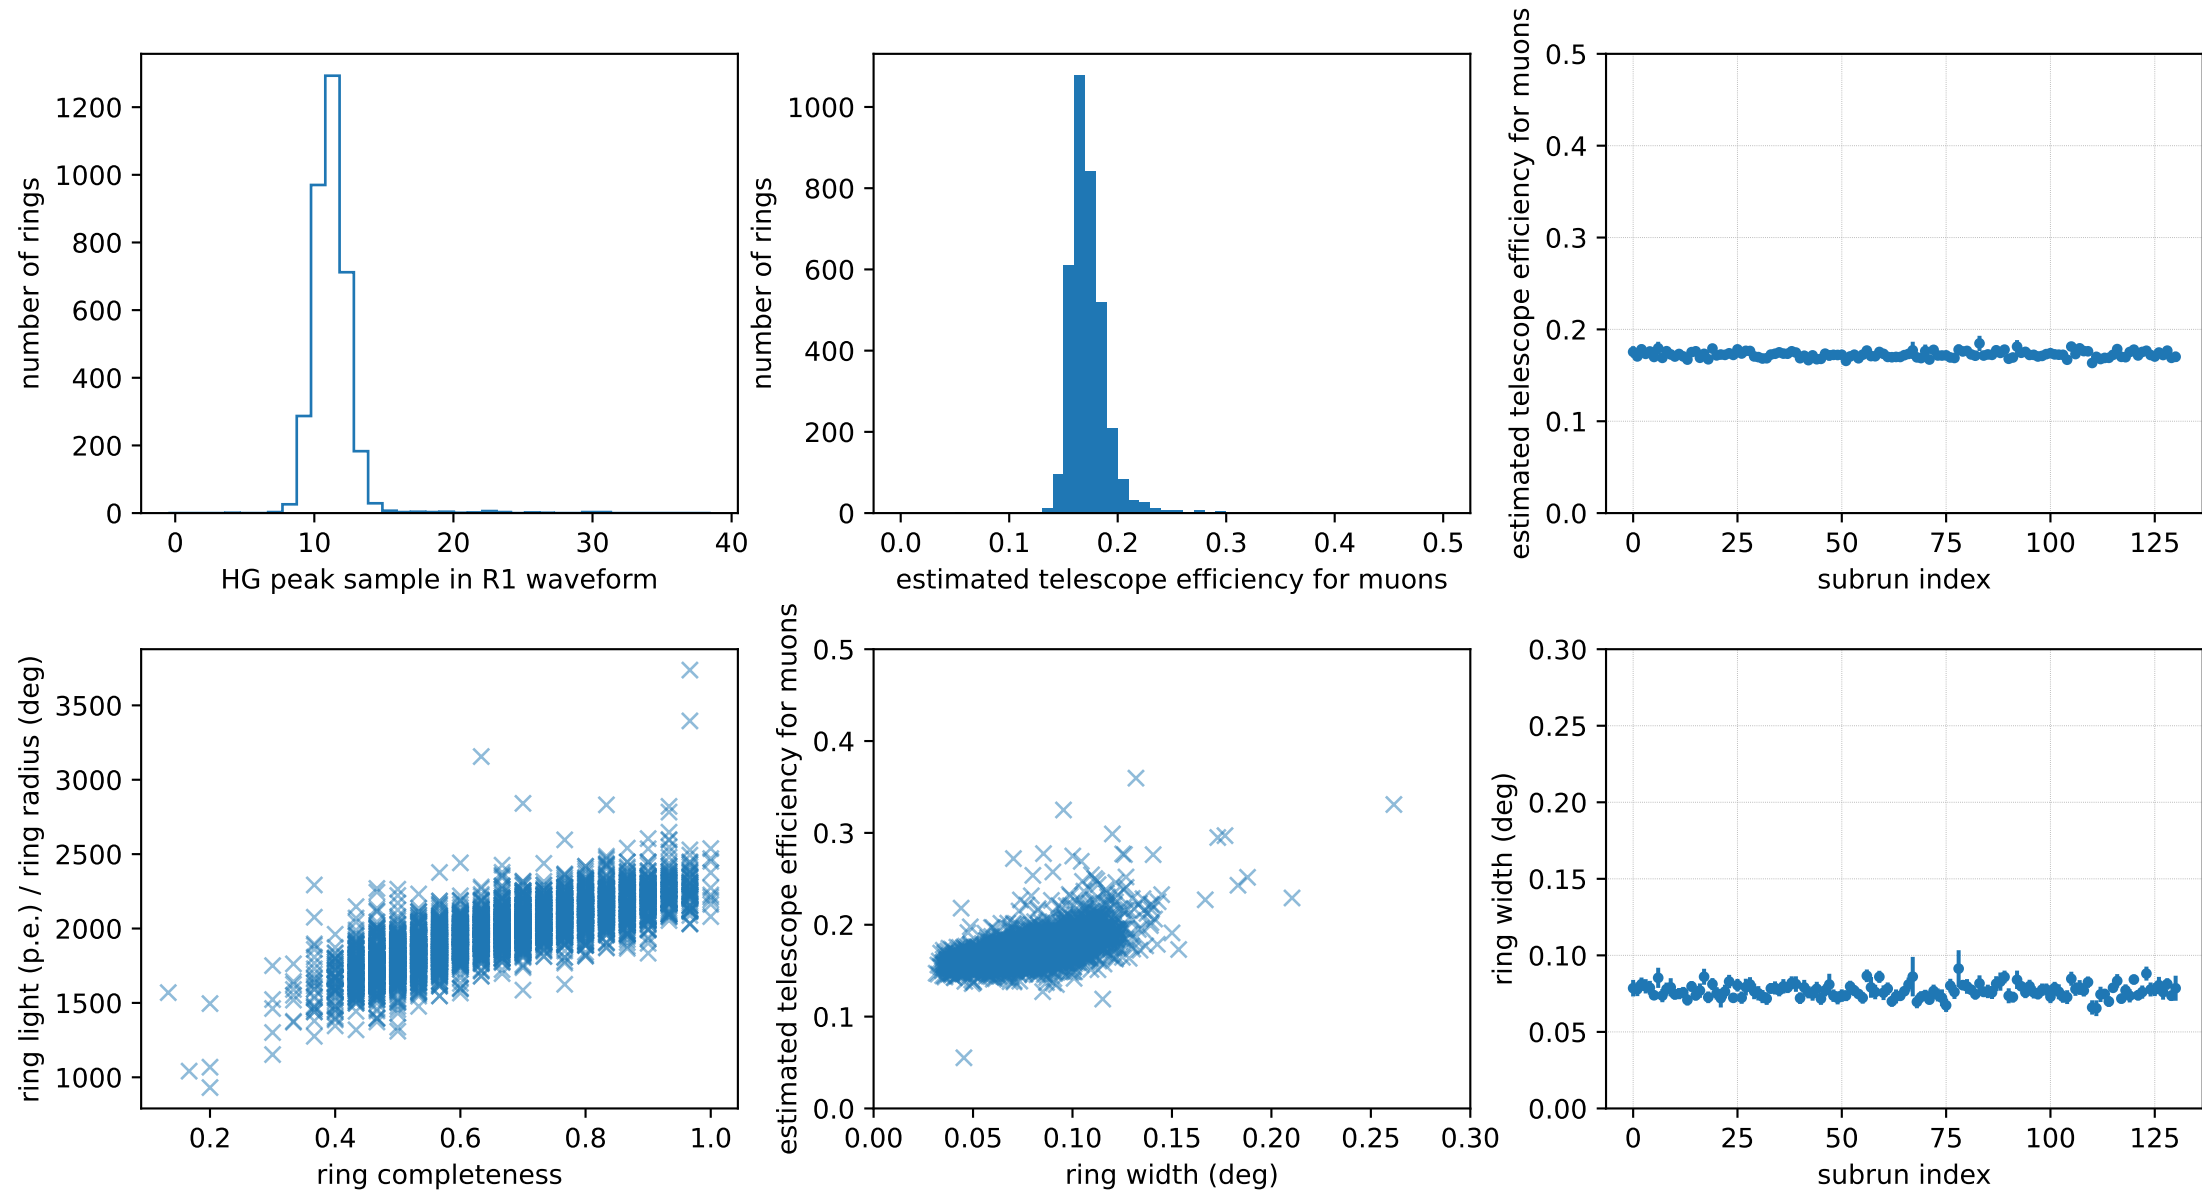 number of rings
1200
1000
800
600
400
200
0
0 10 20 30 40
HG peak sample in R1 waveform
number of rings
1000
800
600
400
200
0
0.0 0.1 0.2 0.3 0.4 0.5
estimated telescope efficiency for muons
estimated telescope efficiency for muons
0.5
0.4
0.3
0.2
0.1
0.0
0 25 50 75 100 125
subrun index
ring light (p.e.) / ring radius (deg)
3500
3000
2500
2000
1500
1000
0.2 0.4 0.6 0.8 1.0
ring completeness
estimated telescope efficiency for muons
0.5
0.4
0.3
0.2
0.1
0.0
0.00 0.05 0.10 0.15 0.20 0.25 0.30
ring width (deg)
ring width (deg)
0.30
0.25
0.20
0.15
0.10
0.05
0.00
0 25 50 75 100 125
subrun index